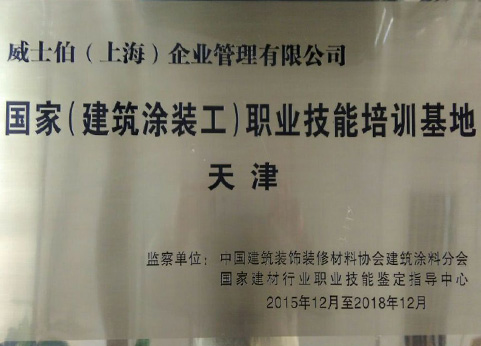 威士伯（上海）企业管理有限公司
国家（建筑涂装工）职业技能培训基地
天津
监察单位：中国建筑装饰装修材料协会建筑涂料分会
国家建材行业职业技能鉴定指导中心
2015年12月至2018年12月